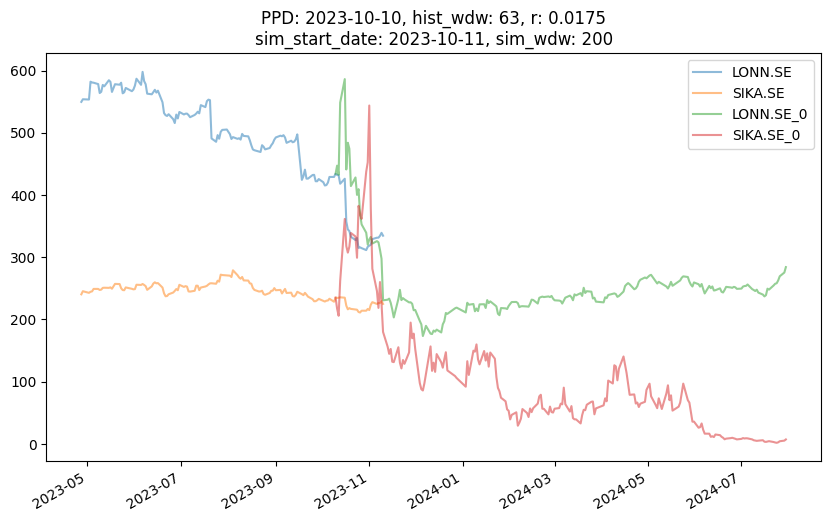 PPD: 2023-10-10, hist_wdw: 63, r: 0.0175
sim_start_date: 2023-10-11, sim_wdw: 200
LONN.SE
SIKA.SE
LONN.SE_0
SIKA.SE_0
600
500
400
300
200
100
0
2023-05
2023-07
2023-09
2023-11
2024-01
2024-03
2024-05
2024-07